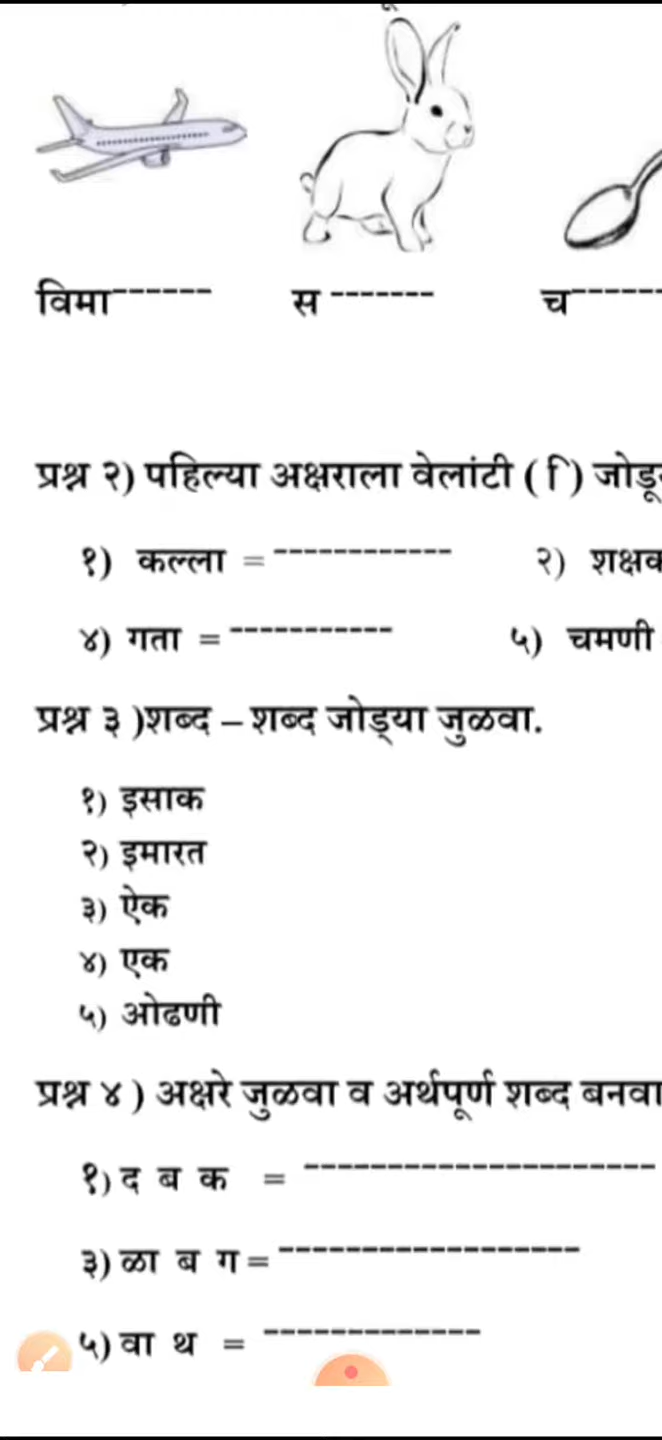 विमा------ स ------- च------
प्रश्न २) पहिल्या अक्षराला वेलांटी ( ि ) जोडू
१) कल्ला = ------------ २) शक्षक
४) गता = ----------- ५) चमणी
प्रश्न ३ )शब्द – शब्द जोड्या जुळवा.
१) इसाक
२) इमारत
३) ऐक
४) एक
५) ओढणी
प्रश्न ४ ) अक्षरे जुळवा व अर्थपूर्ण शब्द बनवा
१) द ब क = ---------------------
३) ळा ब ग= ------------------
५) वा थ = -------------